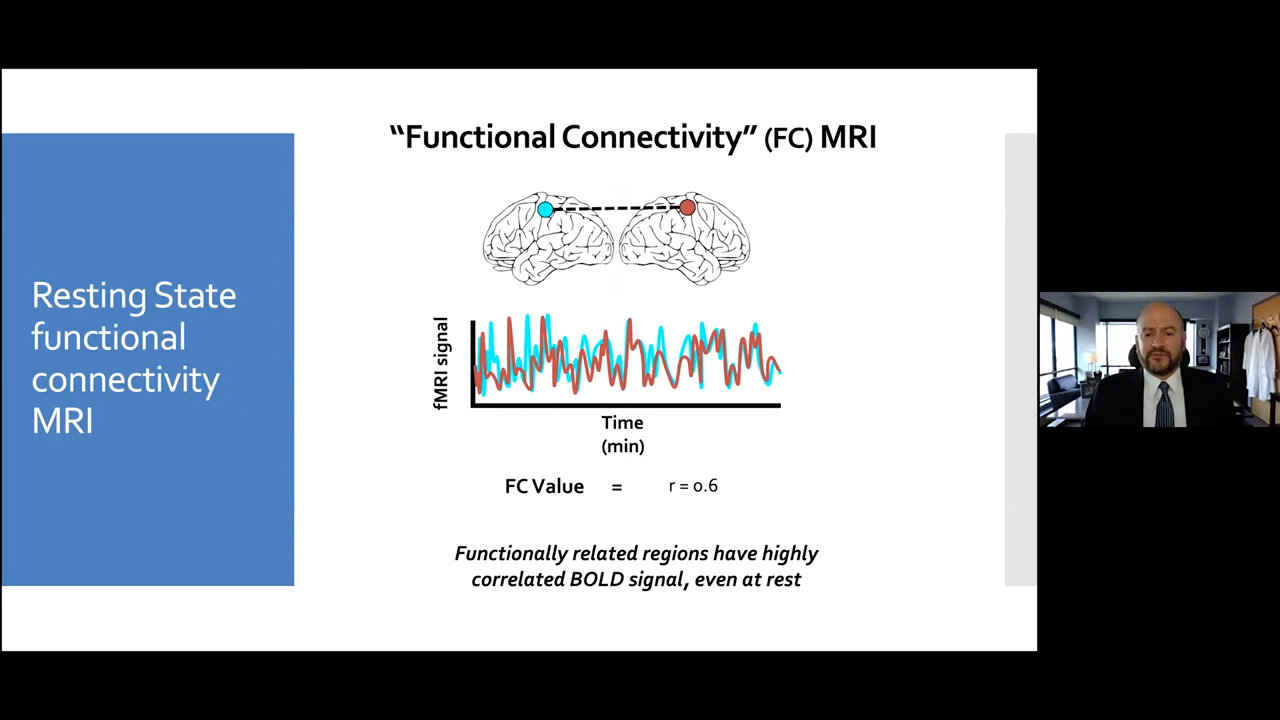 "Functional Connectivity" (FC) MRI
Resting State
functional
connectivity
MRI
fMRI signal
Time
(min)
FC Value = r = 0.6
Functionally related regions have highly
correlated BOLD signal, even at rest